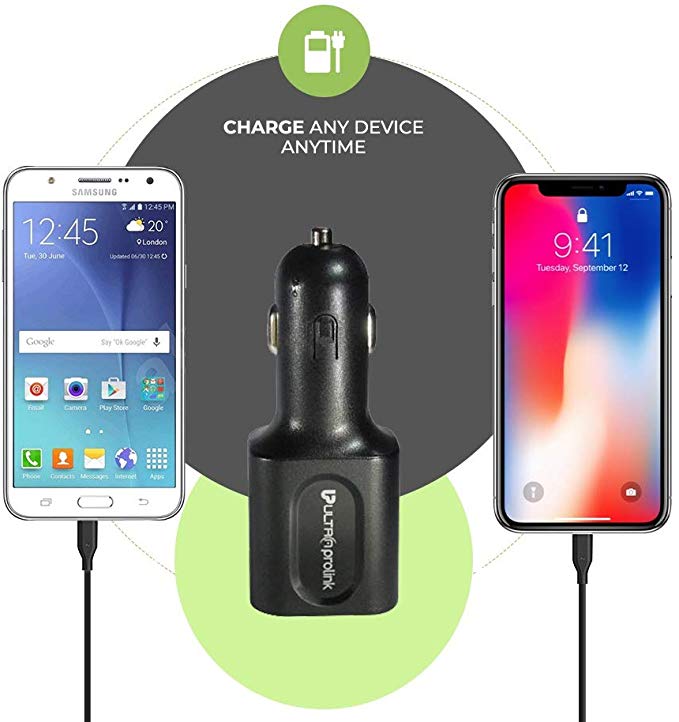 CHARGE ANY DEVICE
ANYTIME
SAMSUNG
12:45 PM
12:45
20°
London
Tue, 30 June
Updated 06/30 12:45
Google
Say "Ok Google"
Email
Camera
Play Store
Google
Phone
Contacts
Messages
Internet
Apps
ULTRA prolink
9:41
Tuesday, September 12